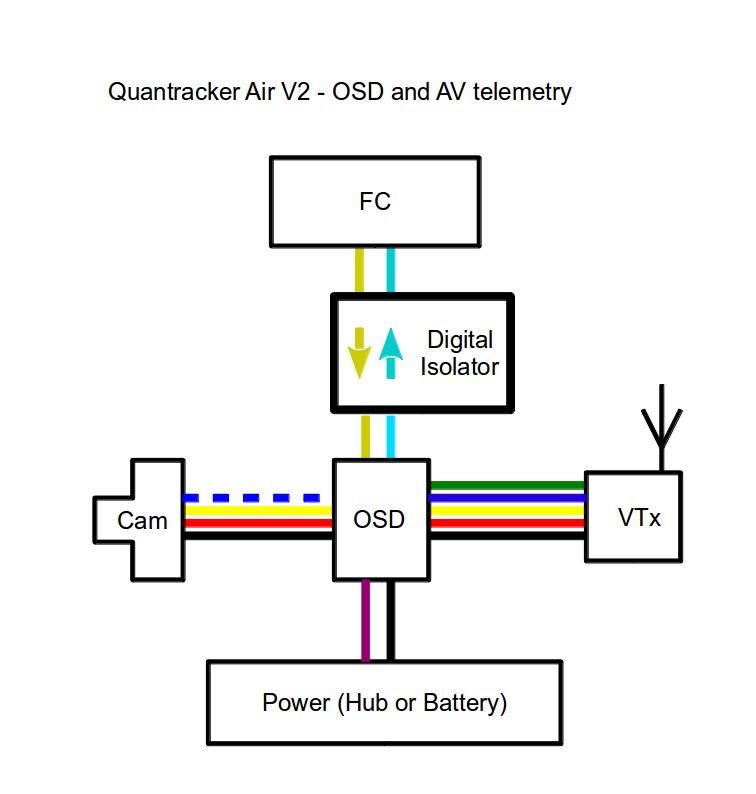 Quantracker Air V2 - OSD and AV telemetry
FC
Digital
Isolator
Cam
OSD
VTx
Power (Hub or Battery)